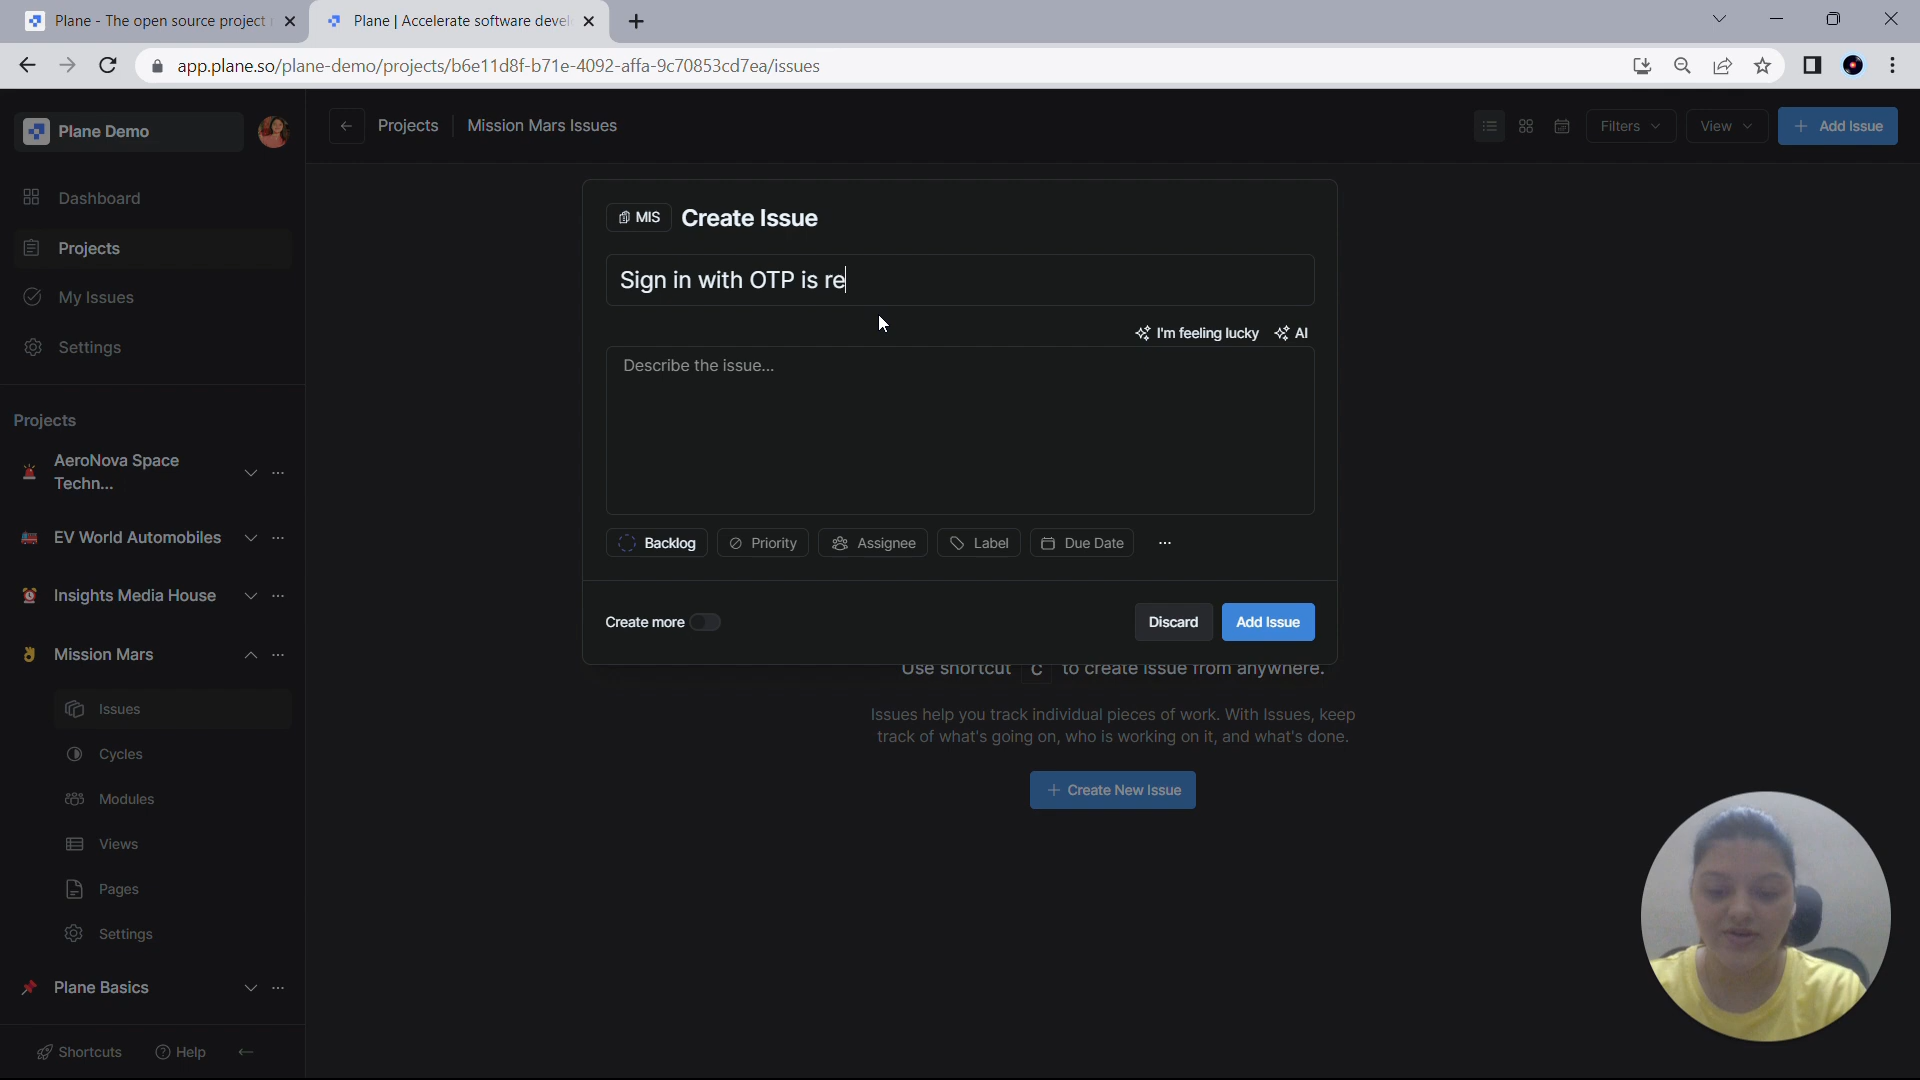 Plane - The open source project
Plane | Accelerate software devel
app.plane.so/plane-demo/projects/b6e11d8f-b71e-4092-affa-9c70853cd7ea/issues
Plane Demo
Projects
Mission Mars Issues
Filters
View
+ Add Issue
Dashboard
Projects
My Issues
Settings
Projects
AeroNova Space
Techn...
EV World Automobiles
Insights Media House
Mission Mars
Issues
Cycles
Modules
Views
Pages
Settings
Plane Basics
Shortcuts
Help
MIS
Create Issue
Sign in with OTP is re
I'm feeling lucky
AI
Describe the issue...
Backlog
Priority
Assignee
Label
Due Date
Create more
Discard
Add Issue
Use shortcut C to create issue from anywhere.
Issues help you track individual pieces of work. With Issues, keep
track of what's going on, who is working on it, and what's done.
+ Create New Issue